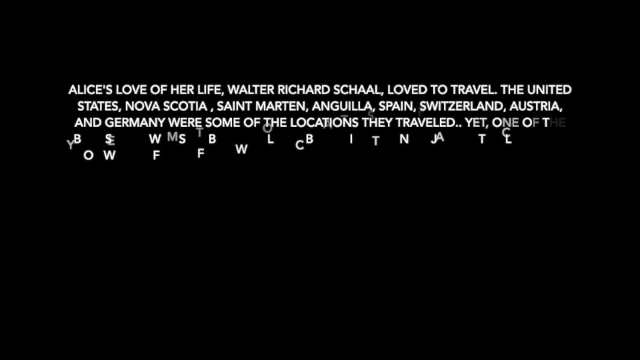 ALICE'S LOVE OF HER LIFE, WALTER RICHARD SCHAAL, LOVED TO TRAVEL. THE UNITED
STATES, NOVA SCOTIA , SAINT MARTEN, ANGUILLA, SPAIN, SWITZERLAND, AUSTRIA,
AND GERMANY WERE SOME OF THE LOCATIONS THEY TRAVELED.. YET, ONE OF THE